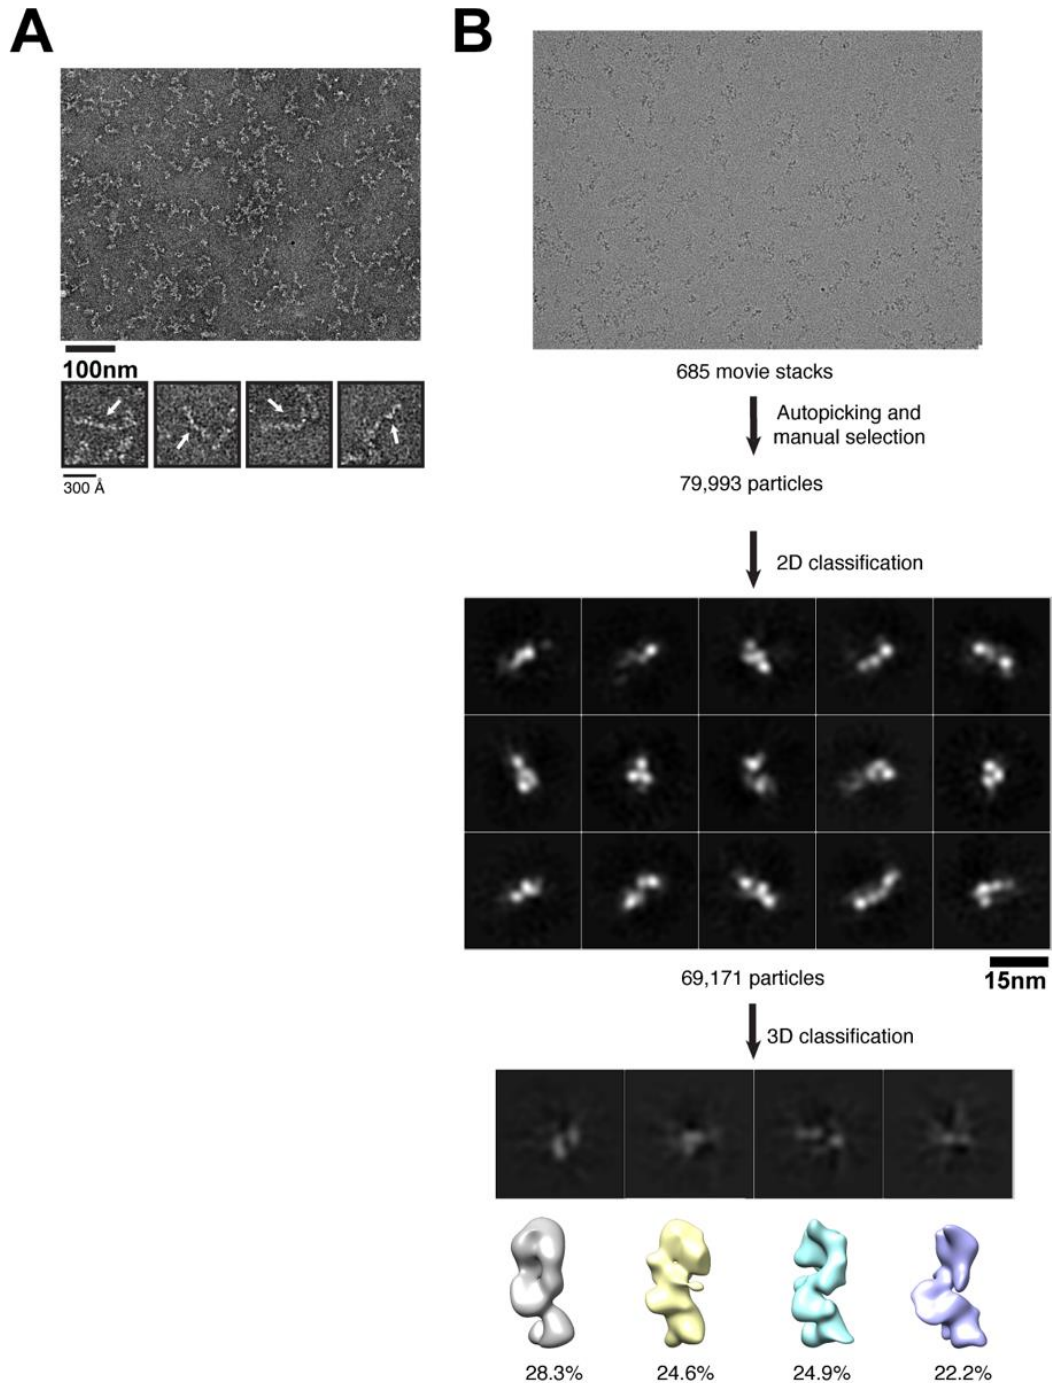 A
B
100nm
300 Å
685 movie stacks
Autopicking and
manual selection
79,993 particles
2D classification
69,171 particles
15nm
3D classification
28.3%
24.6%
24.9%
22.2%